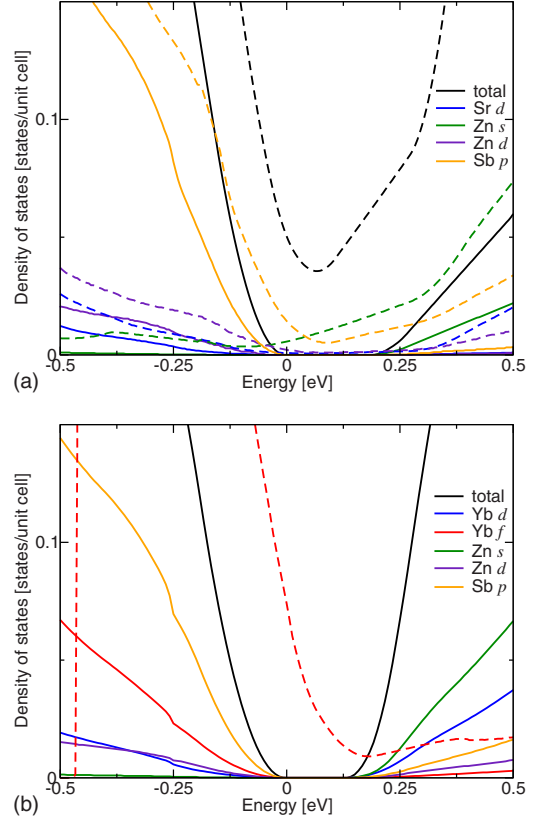 Density of states [states/unit cell]
0.1
0
total
Sr d
Zn s
Zn d
Sb p
-0.5 -0.25 0 0.25 0.5
Energy [eV]
(a)
Density of states [states/unit cell]
0.1
0
total
Yb d
Yb f
Zn s
Zn d
Sb p
-0.5 -0.25 0 0.25 0.5
Energy [eV]
(b)